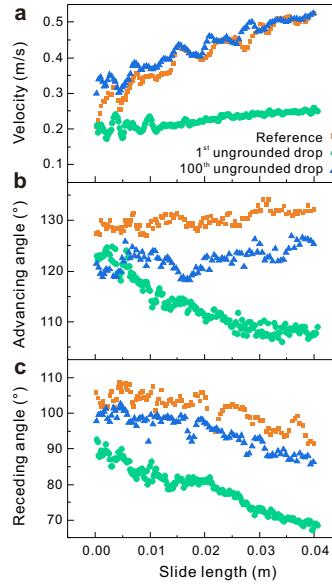 a
0.5
0.4
0.3
0.2
0.1
Velocity (m/s)
Reference
1st ungrounded drop
100th ungrounded drop
b
130
120
110
Advancing angle (°)
c
110
100
90
80
70
Receding angle (°)
0.00 0.01 0.02 0.03 0.04
Slide length (m)